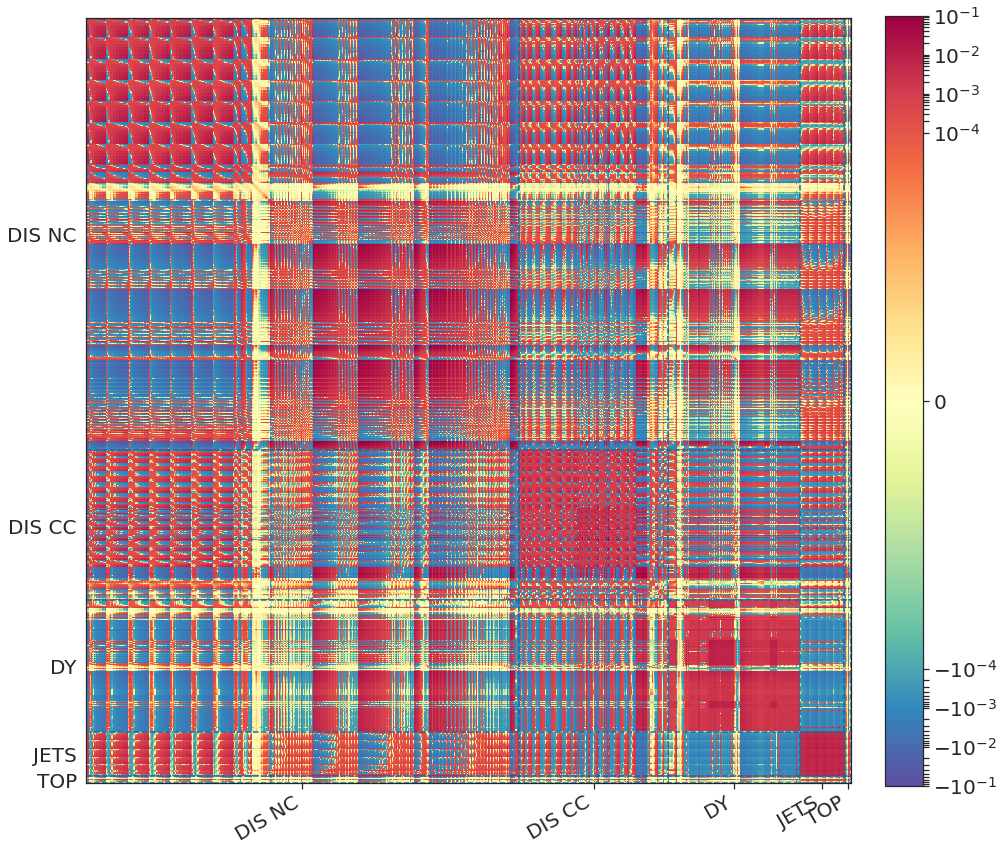 10⁻¹
10⁻²
10⁻³
10⁻⁴
0
−10⁻⁴
−10⁻³
−10⁻²
−10⁻¹
DIS NC
DIS CC
DY
JETS
TOP
DIS NC
DIS CC
DY
JETS
TOP